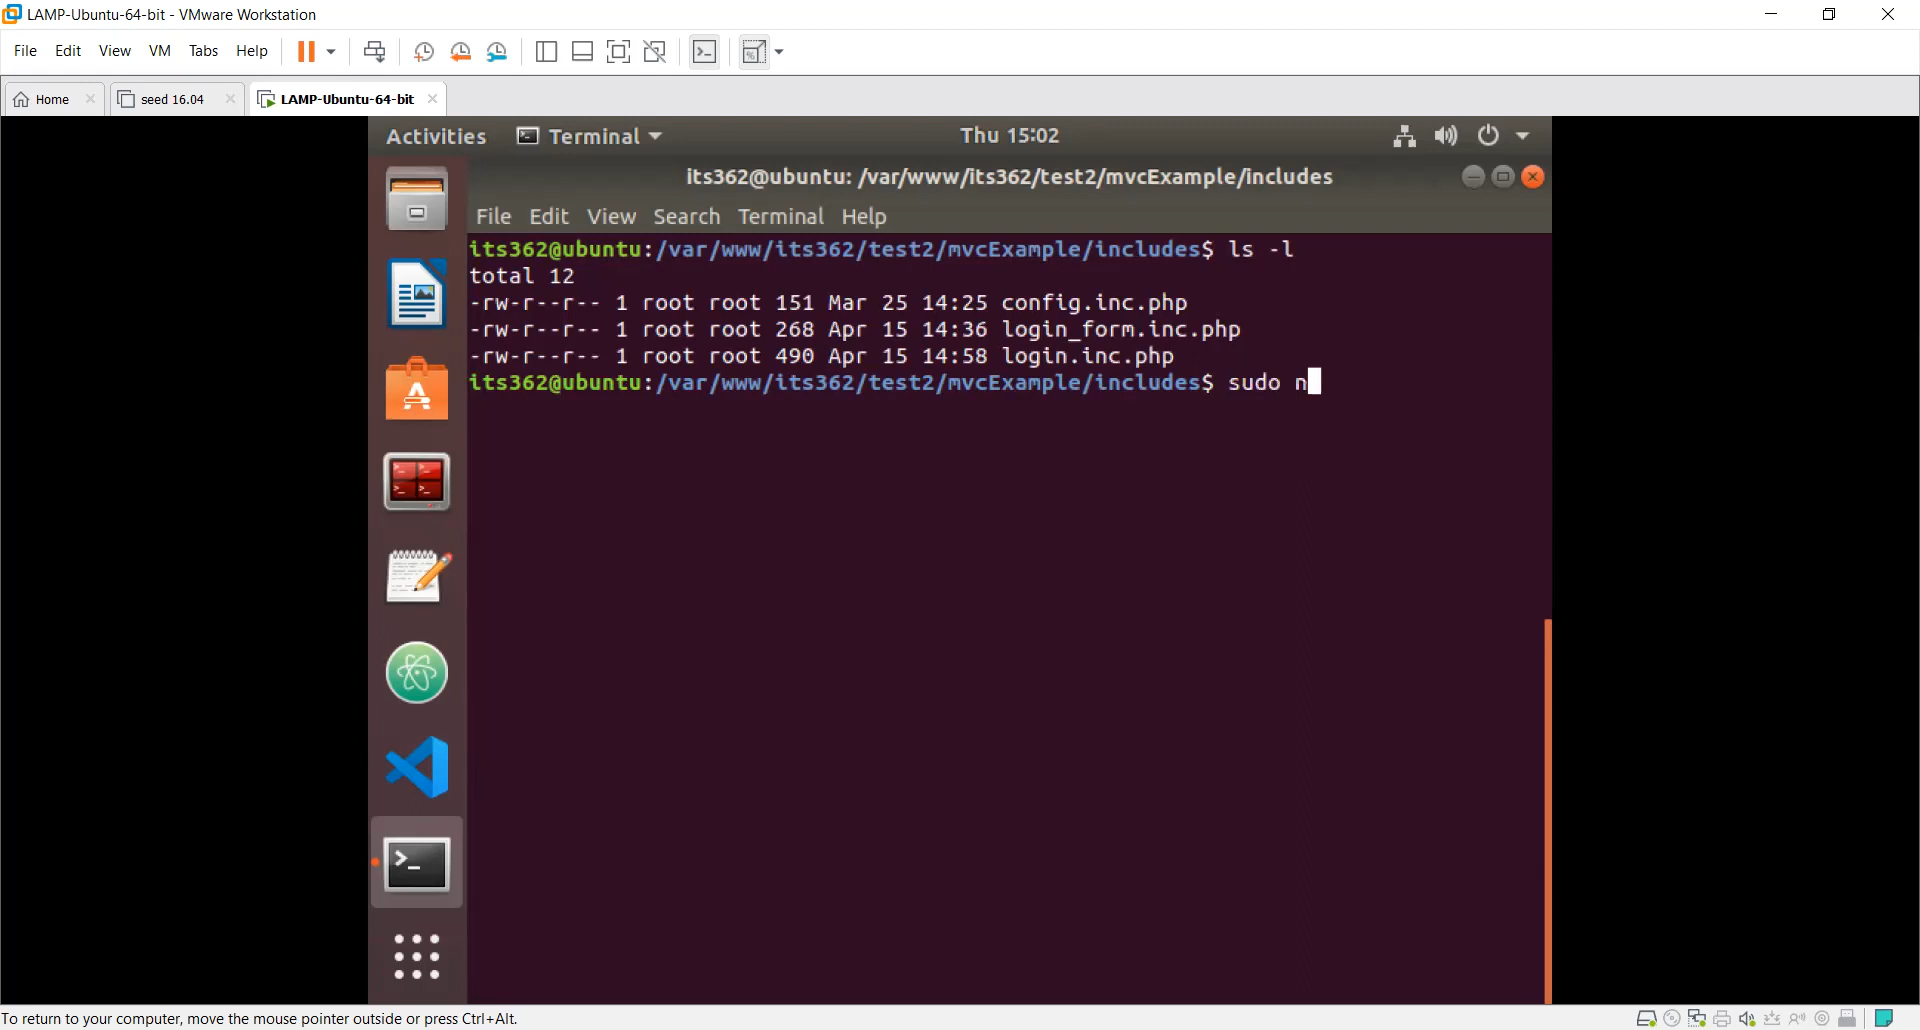 LAMP-Ubuntu-64-bit - VMware Workstation
File Edit View VM Tabs Help
Home seed 16.04 LAMP-Ubuntu-64-bit
Activities Terminal Thu 15:02
its362@ubuntu: /var/www/its362/test2/mvcExample/includes
File Edit View Search Terminal Help
its362@ubuntu:/var/www/its362/test2/mvcExample/includes$ ls -l
total 12
-rw-r--r-- 1 root root 151 Mar 25 14:25 config.inc.php
-rw-r--r-- 1 root root 268 Apr 15 14:36 login_form.inc.php
-rw-r--r-- 1 root root 490 Apr 15 14:58 login.inc.php
its362@ubuntu:/var/www/its362/test2/mvcExample/includes$ sudo n
To return to your computer, move the mouse pointer outside or press Ctrl+Alt.